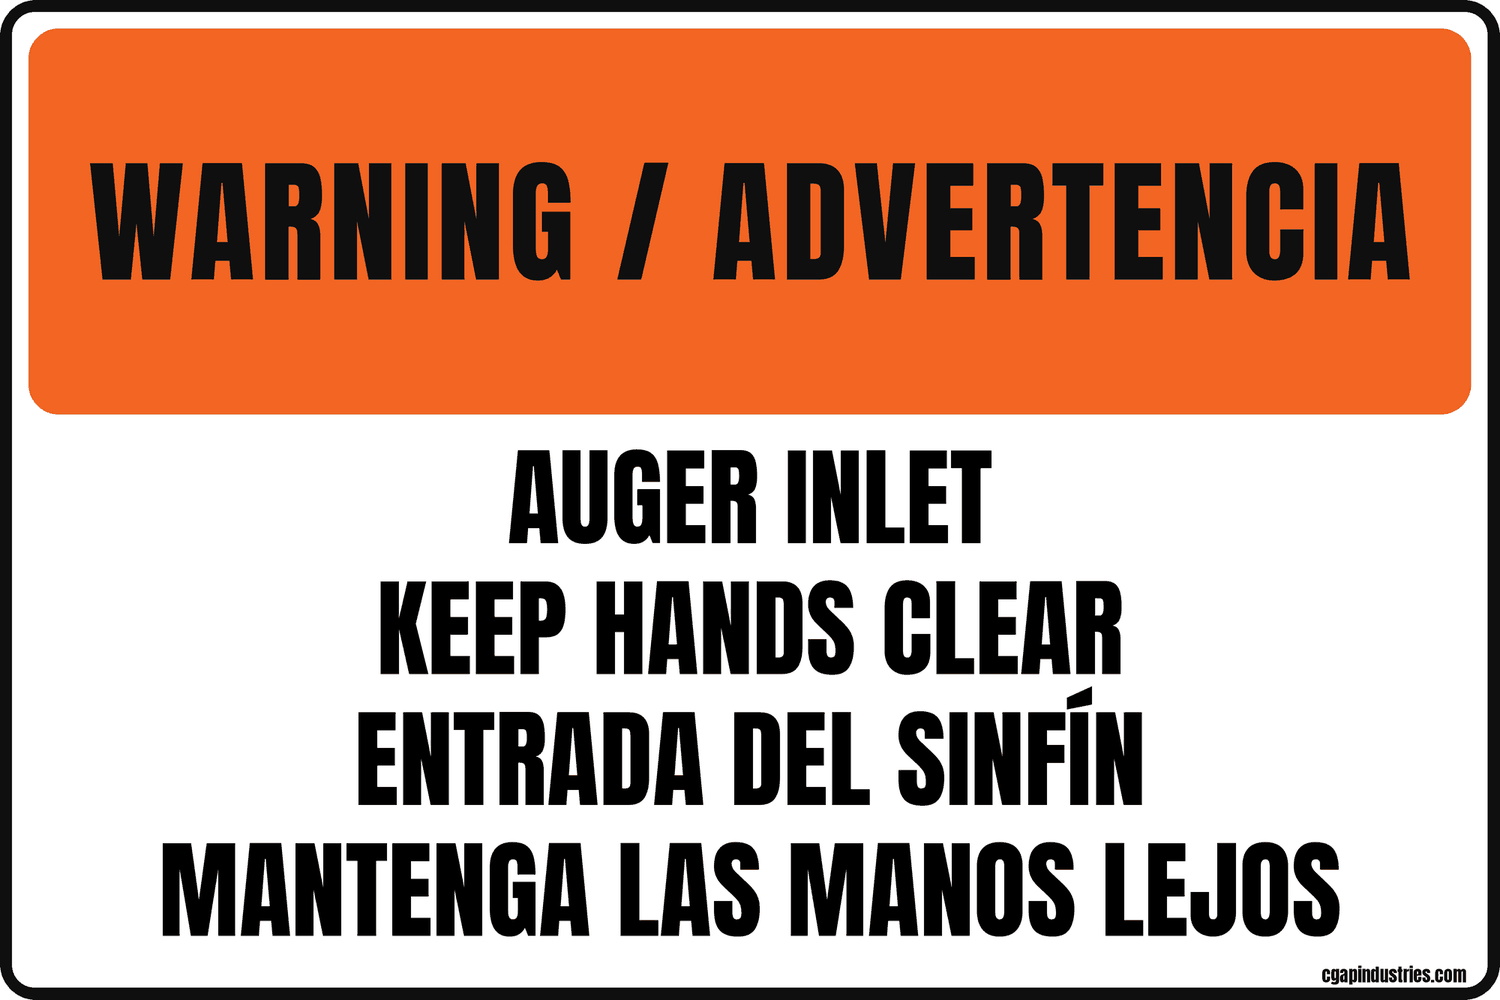 WARNING / ADVERTENCIA
AUGER INLET
KEEP HANDS CLEAR
ENTRADA DEL SINFÍN
MANTENGA LAS MANOS LEJOS
cgapindustries.com